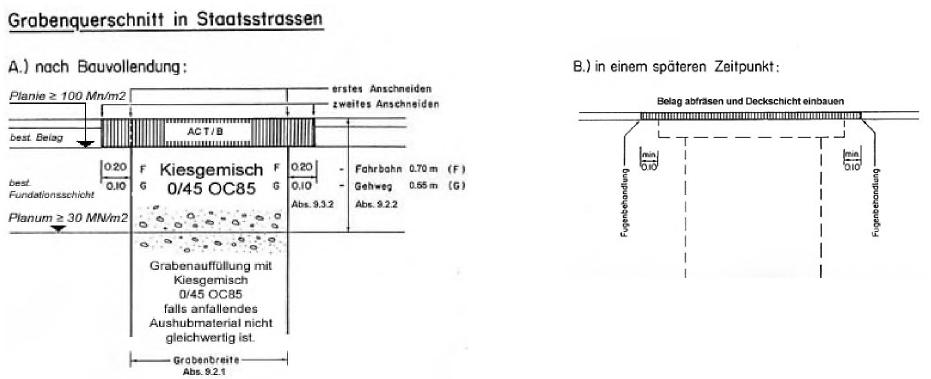 Grabenquerschnitt in Staatsstrassen
A.) nach Bauvollendung:
erstes Anschneiden
Planie ≥ 100 Mn/m2
zweites Anschneiden
ACT/B
best. Belag
0.20 F Kiesgemisch F 0.20 - Fahrbahn 0.70 m (F)
0.10 G 0/45 OC85 G 0.10 - Gehweg 0.55 m (G)
best.
Fundationsschicht
Abs. 9.3.2 Abs. 9.2.2
Planum ≥ 30 MN/m2
Grabenauffüllung mit
Kiesgemisch
0/45 OC85
falls anfallendes
Aushubmaterial nicht
gleichwertig ist.
Grabenbreite
Abs. 9.2.1
B.) in einem späteren Zeitpunkt:
Belag abfräsen und Deckschicht einbauen
min.
0.10
min.
0.10
Fugenbehandlung
Fugenbehandlung